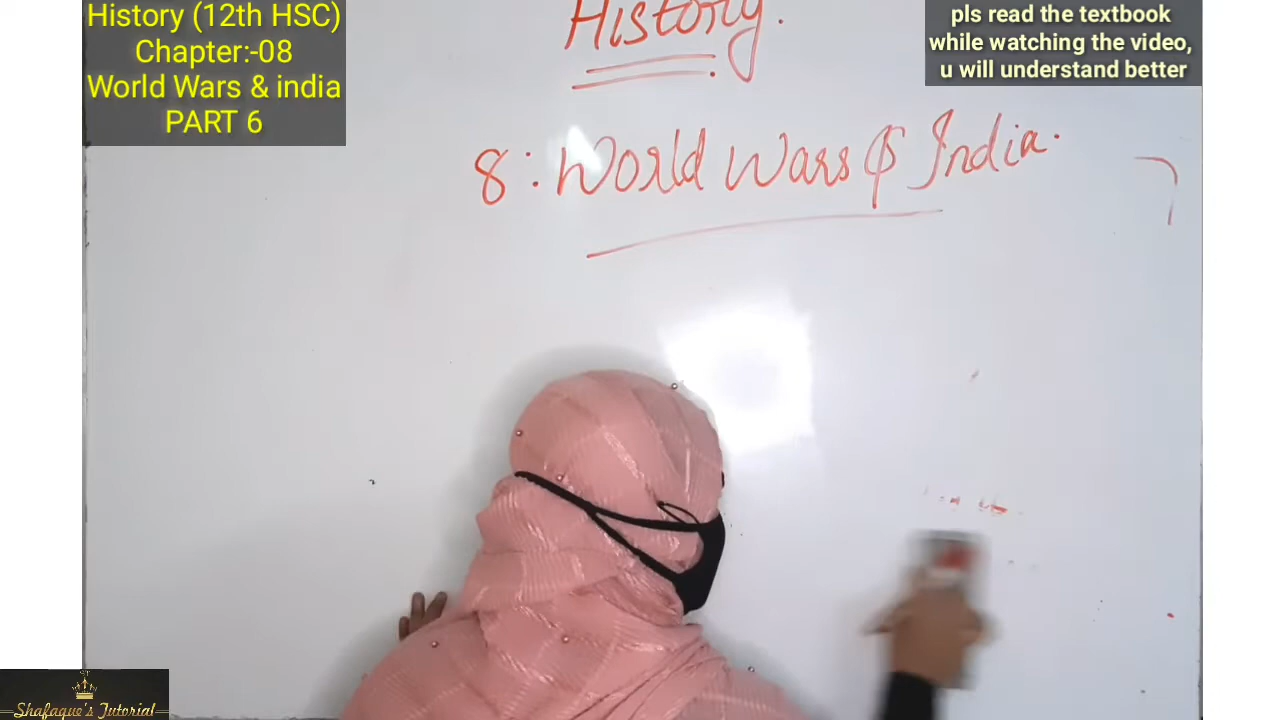 History (12th HSC)
Chapter:-08
World Wars & india
PART 6
pls read the textbook
while watching the video,
u will understand better
History.
8: World Wars & India.
Shafaque's Tutorial